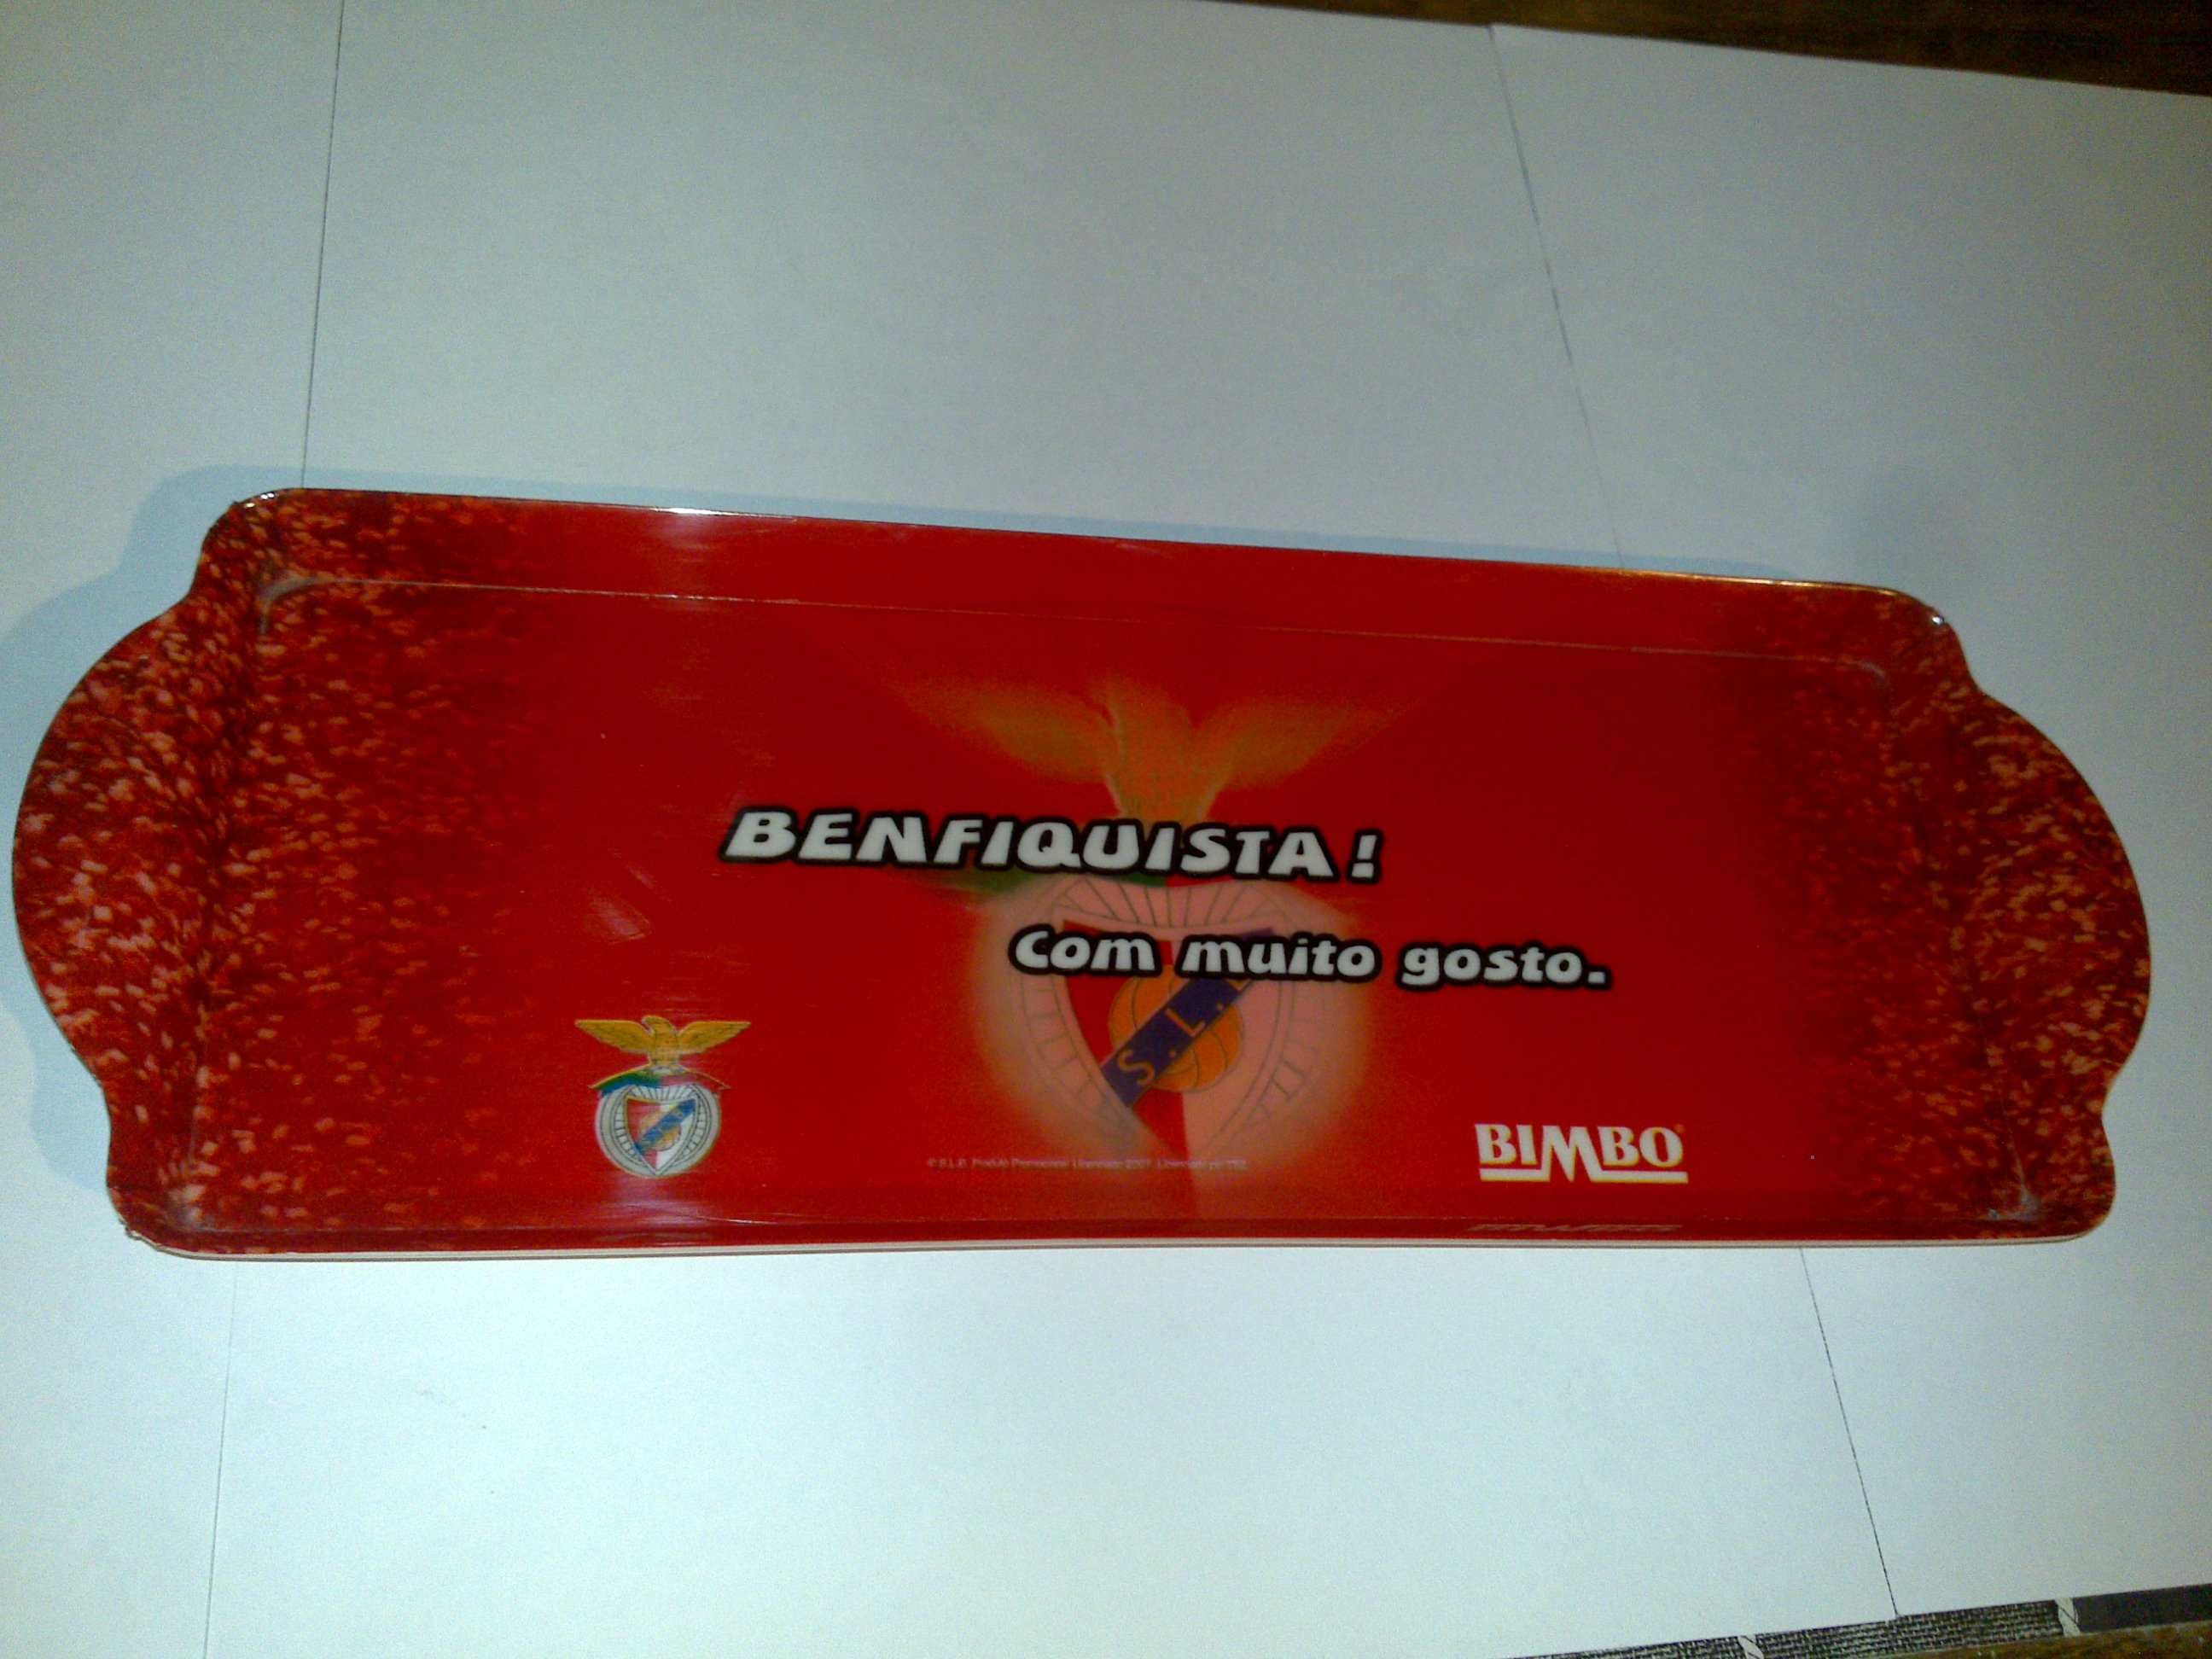 BENFIQUISTA!
Com muito gosto.
S.L.
BIMBO